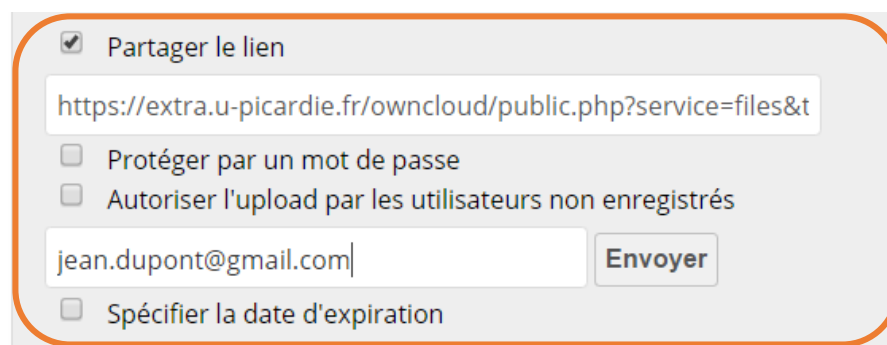 Partager le lien
https://extra.u-picardie.fr/owncloud/public.php?service=files&t
Protéger par un mot de passe
Autoriser l'upload par les utilisateurs non enregistrés
jean.dupont@gmail.com Envoyer
Spécifier la date d'expiration